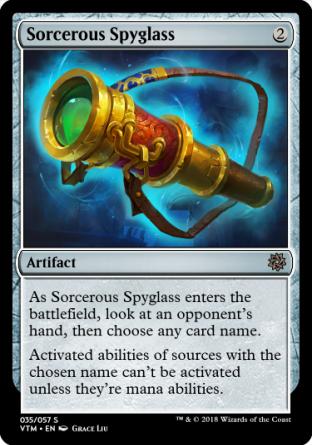 Sorcerous Spyglass 2
Artifact
As Sorcerous Spyglass enters the
battlefield, look at an opponent's
hand, then choose any card name.
Activated abilities of sources with the
chosen name can't be activated
unless they're mana abilities.
035/057 S
VTM • EN Grace Liu
™ & © 2018 Wizards of the Coast